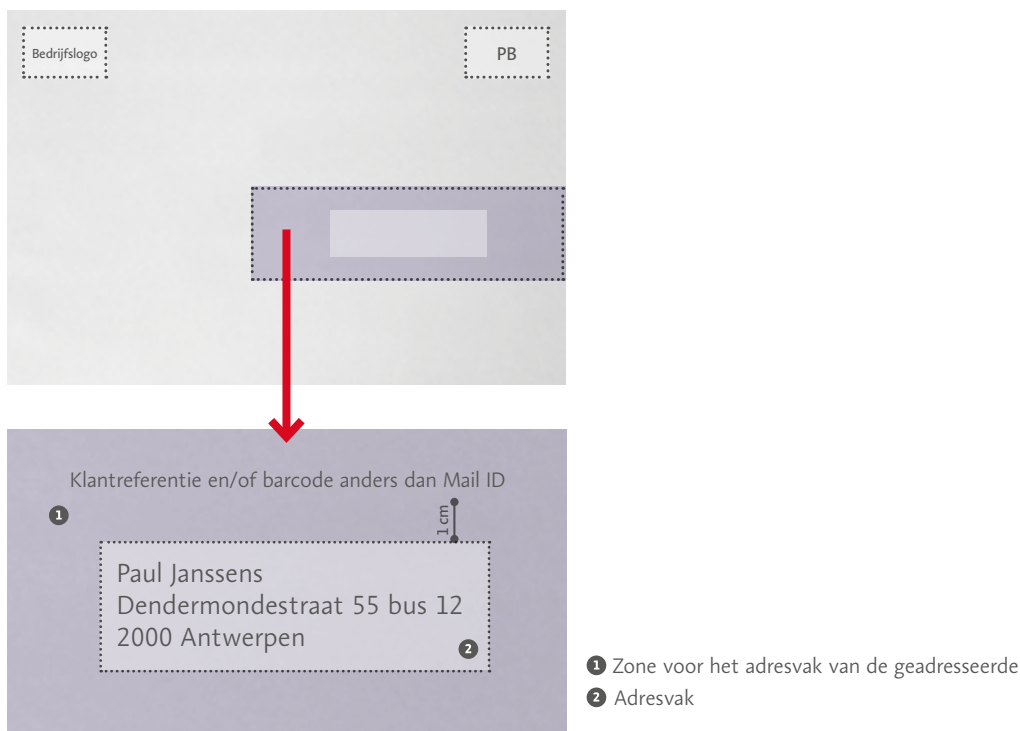 Bedrijfslogo
PB
Klantreferentie en/of barcode anders dan Mail ID
1
1 cm
Paul Janssens
Dendermondestraat 55 bus 12
2000 Antwerpen
2
1 Zone voor het adresvak van de geadresseerde
2 Adresvak